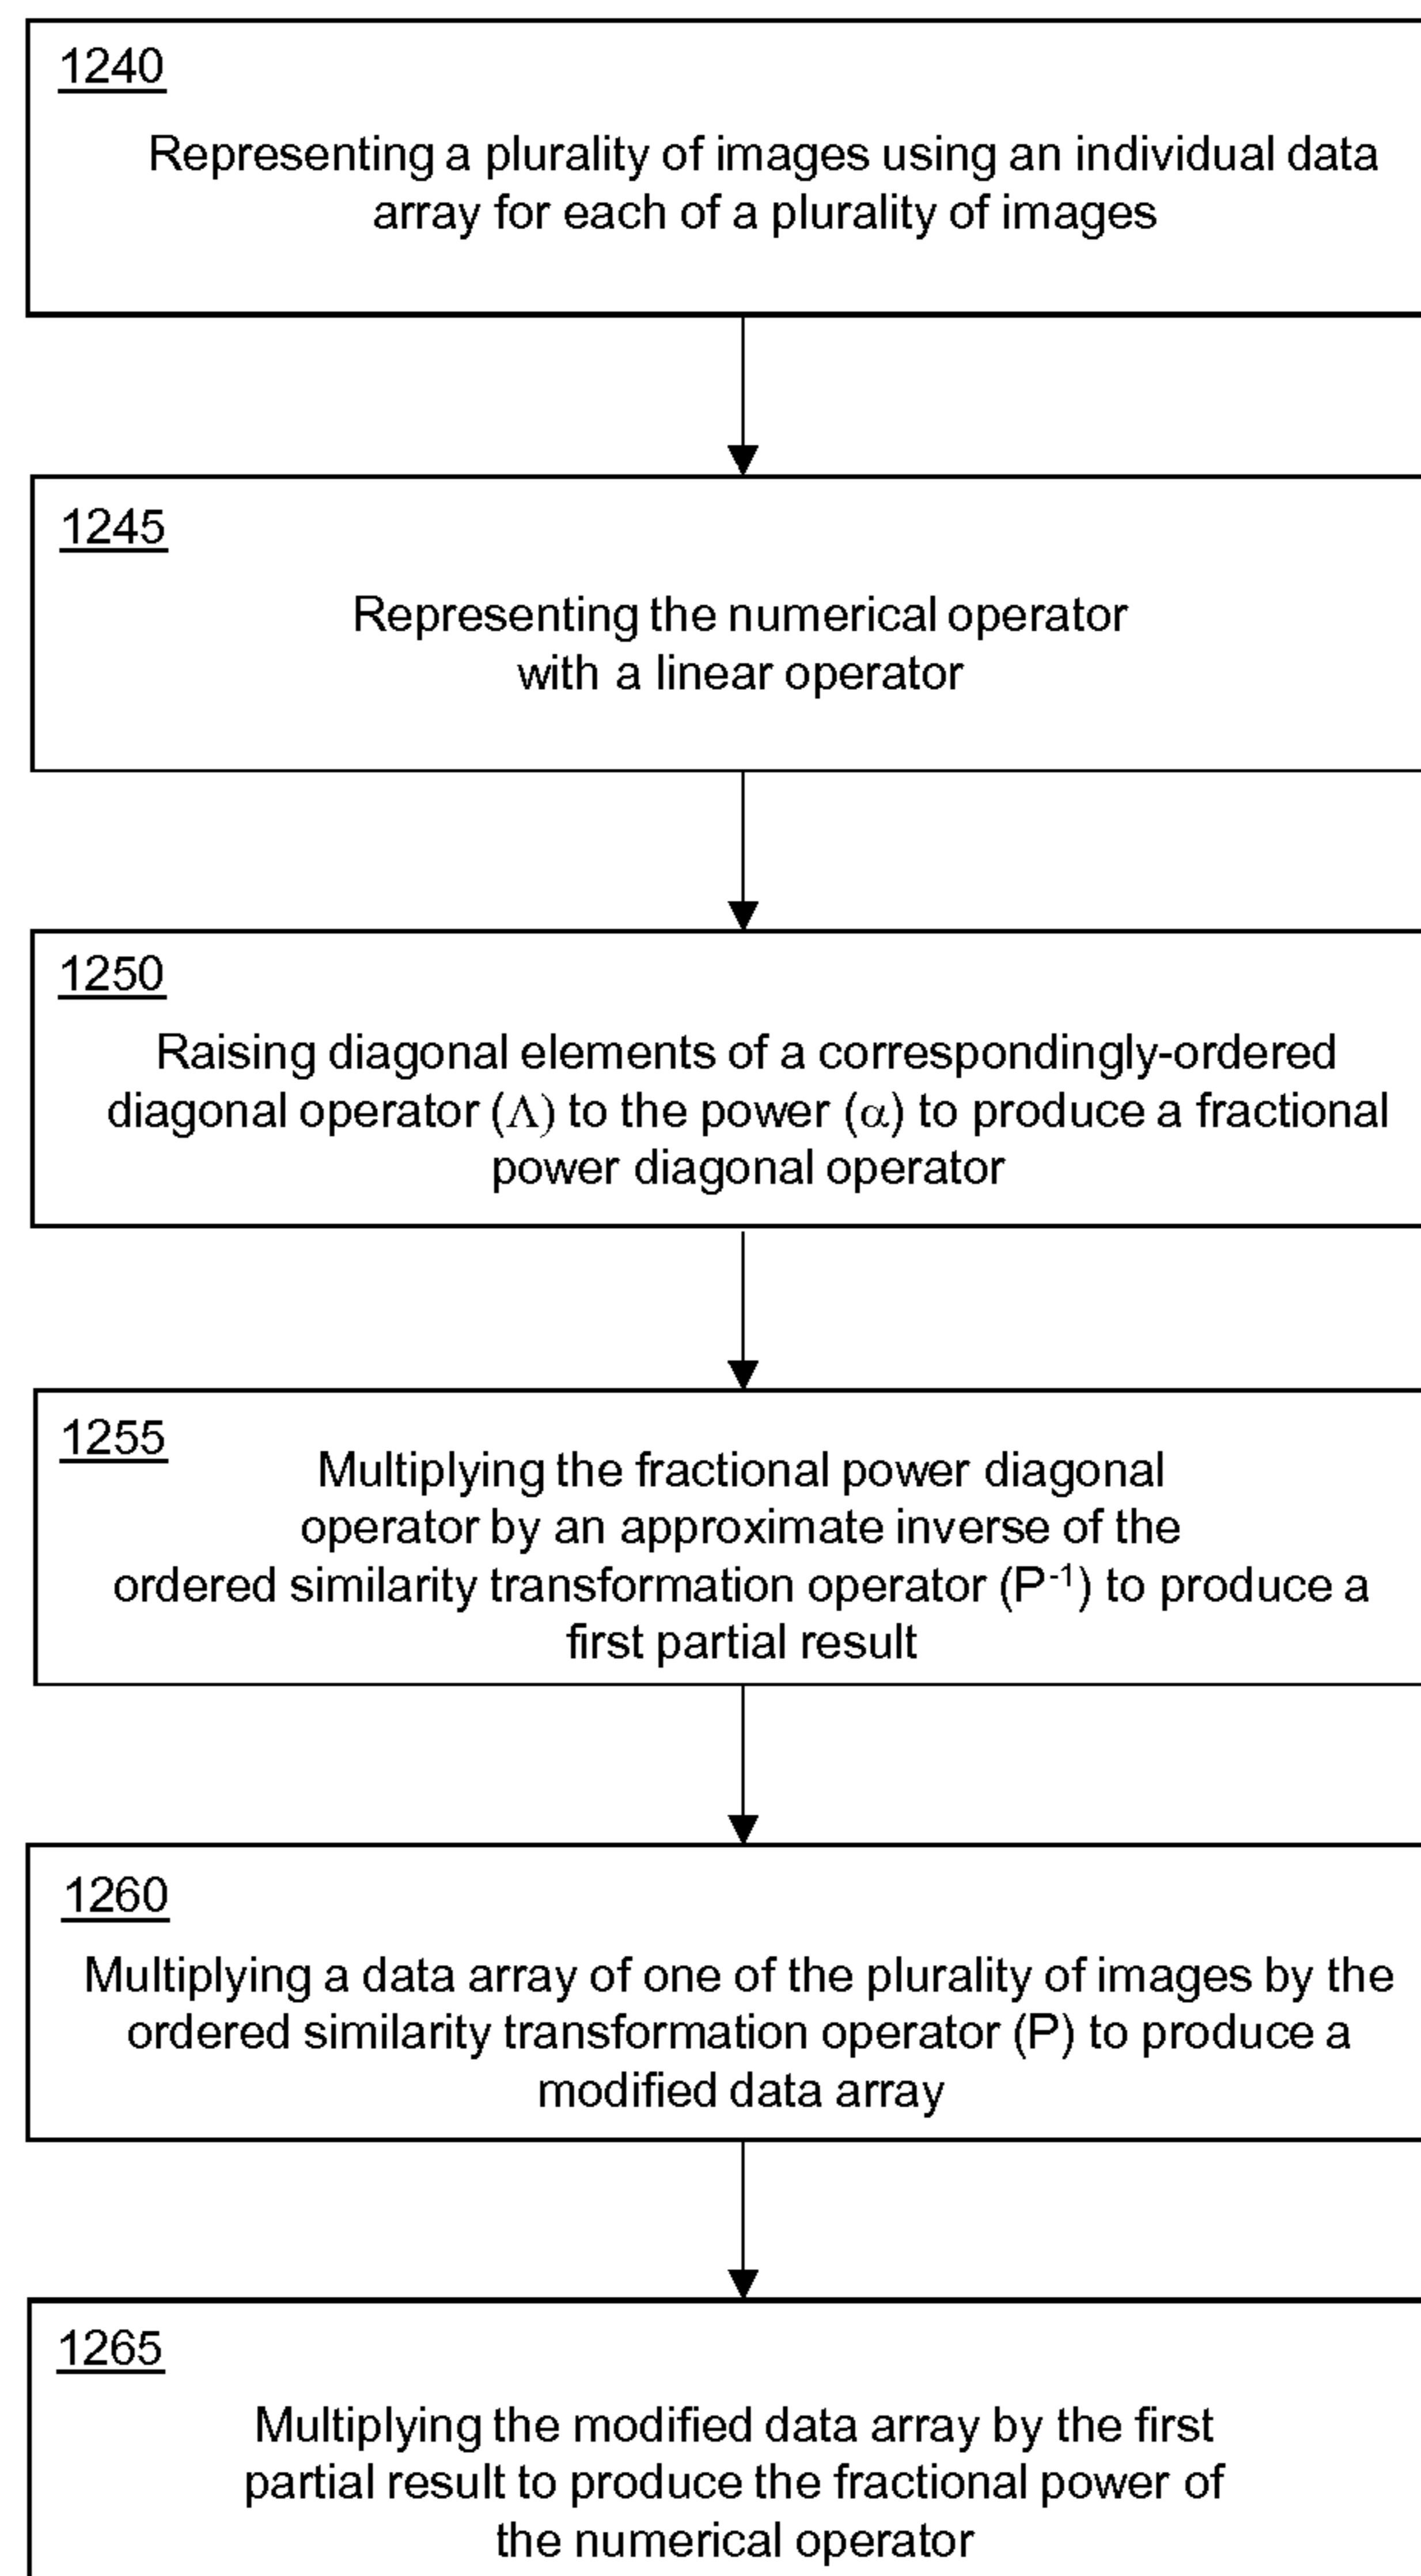 1240
Representing a plurality of images using an individual data
array for each of a plurality of images
1245
Representing the numerical operator
with a linear operator
1250
Raising diagonal elements of a correspondingly-ordered
diagonal operator (Λ) to the power (α) to produce a fractional
power diagonal operator
1255
Multiplying the fractional power diagonal
operator by an approximate inverse of the
ordered similarity transformation operator (P⁻¹) to produce a
first partial result
1260
Multiplying a data array of one of the plurality of images by the
ordered similarity transformation operator (P) to produce a
modified data array
1265
Multiplying the modified data array by the first
partial result to produce the fractional power of
the numerical operator